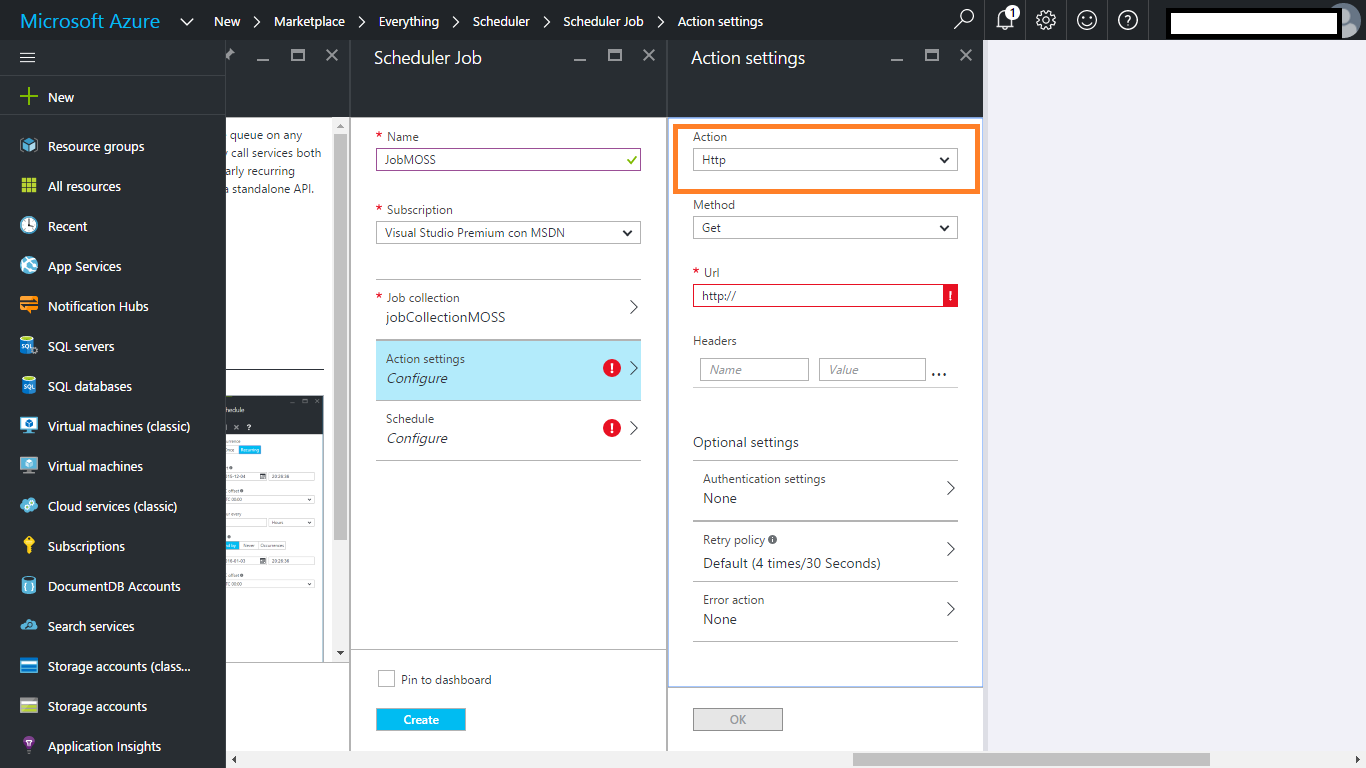 Microsoft Azure
New > Marketplace > Everything > Scheduler > Scheduler Job > Action settings
1
New
Resource groups
All resources
Recent
App Services
Notification Hubs
SQL servers
SQL databases
Virtual machines (classic)
Virtual machines
Cloud services (classic)
Subscriptions
DocumentDB Accounts
Search services
Storage accounts (class...
Storage accounts
Application Insights
queue on any
call services both
arly recurring
a standalone API.
hedule
Recurring
Hours
Never
Occurrences
Scheduler Job
* Name
JobMOSS
* Subscription
Visual Studio Premium con MSDN
* Job collection
jobCollectionMOSS
Action settings
Configure
!
Schedule
Configure
!
Pin to dashboard
Create
Action settings
Action
Http
Method
Get
* Url
http://
!
Headers
Name
Value
...
Optional settings
Authentication settings
None
Retry policy
Default (4 times/30 Seconds)
Error action
None
OK